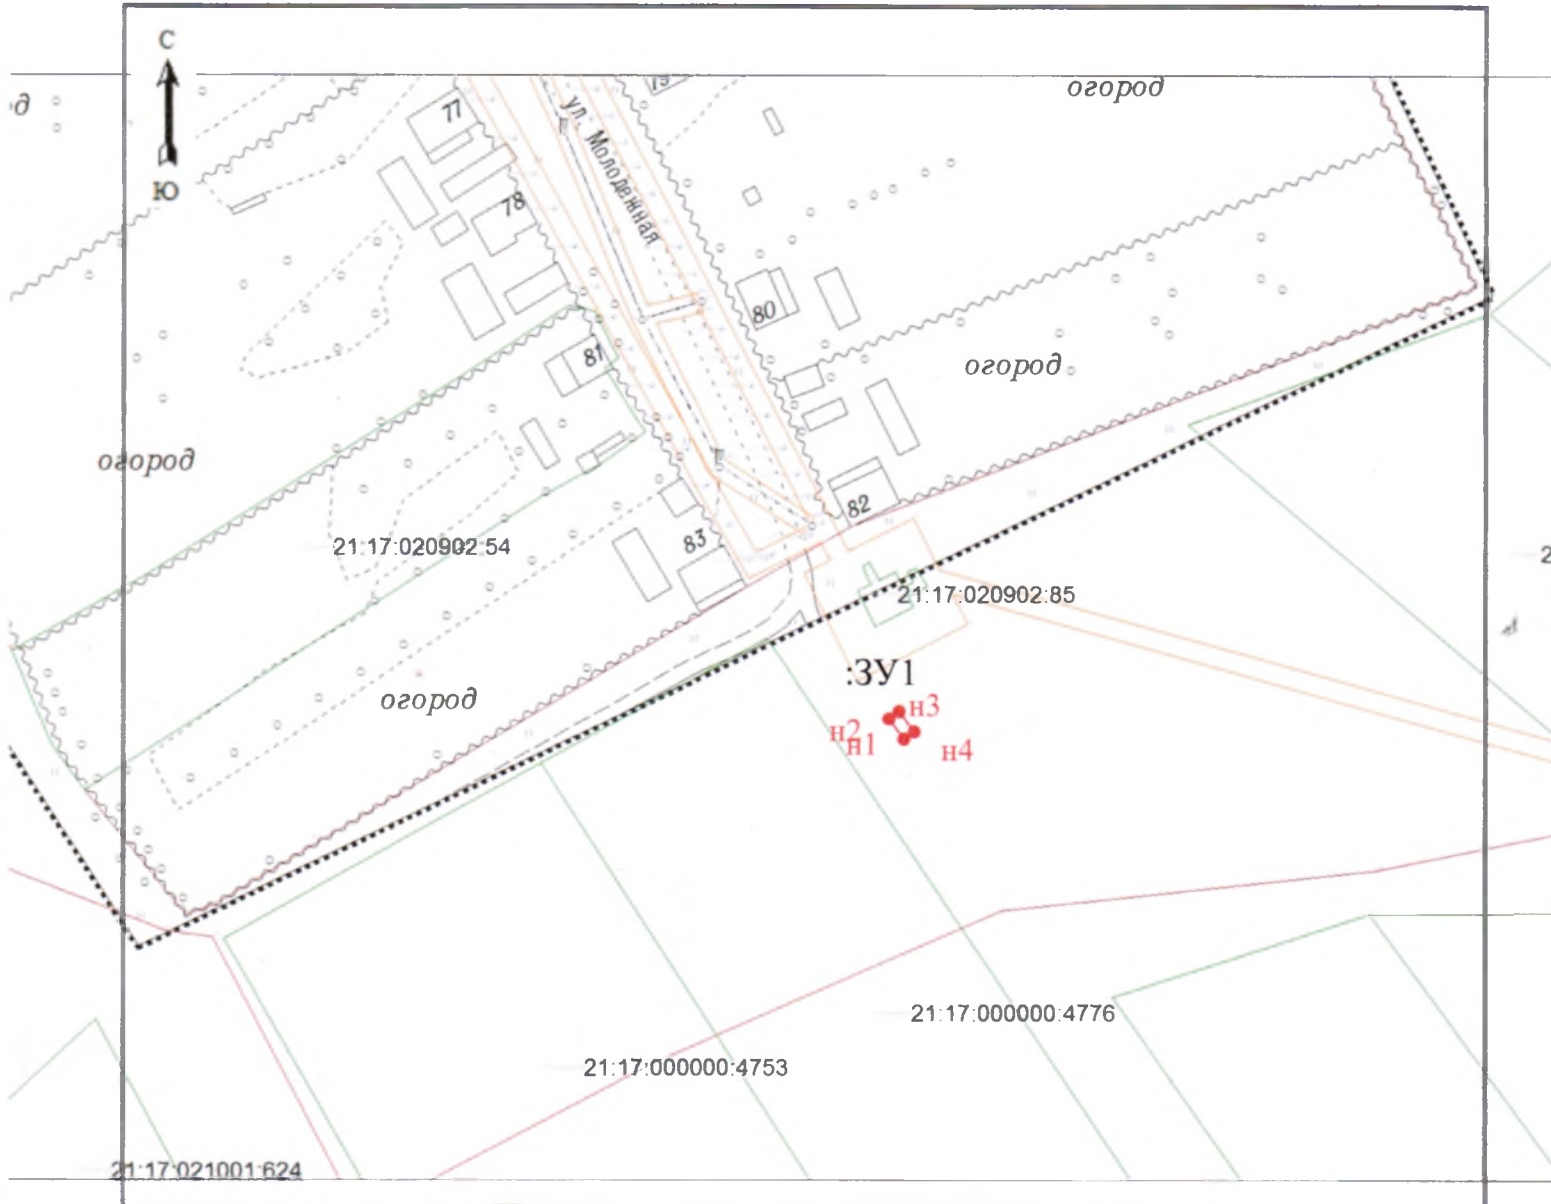 С
Ю
огород
77
ул. Молодежная
78
80
огород
81
огород
82
21:17:020902:54
83
21:17:020902:85
:ЗУ1
огород
н3
н2
н1
н4
21:17:000000:4776
21:17:000000:4753
21:17:021001:624